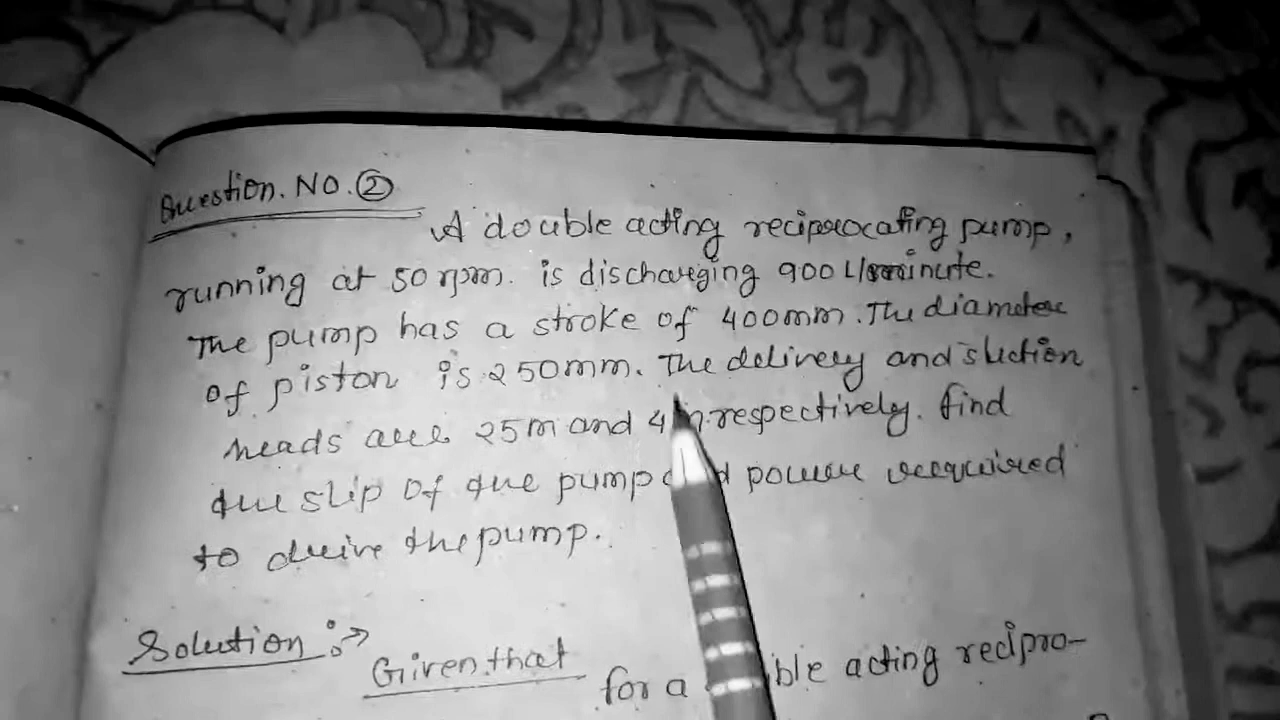 Question. NO. ②
A double acting reciprocating pump,
running at 50 rpm. is discharging 900 L/minute.
The pump has a stroke of 400mm. The diameter
of piston is 250mm. The delivery and suction
heads are 25m and 4m respectively. find
the slip of the pump power required
to drive the pump.
Solution :→
Given that
for a acting recipro-